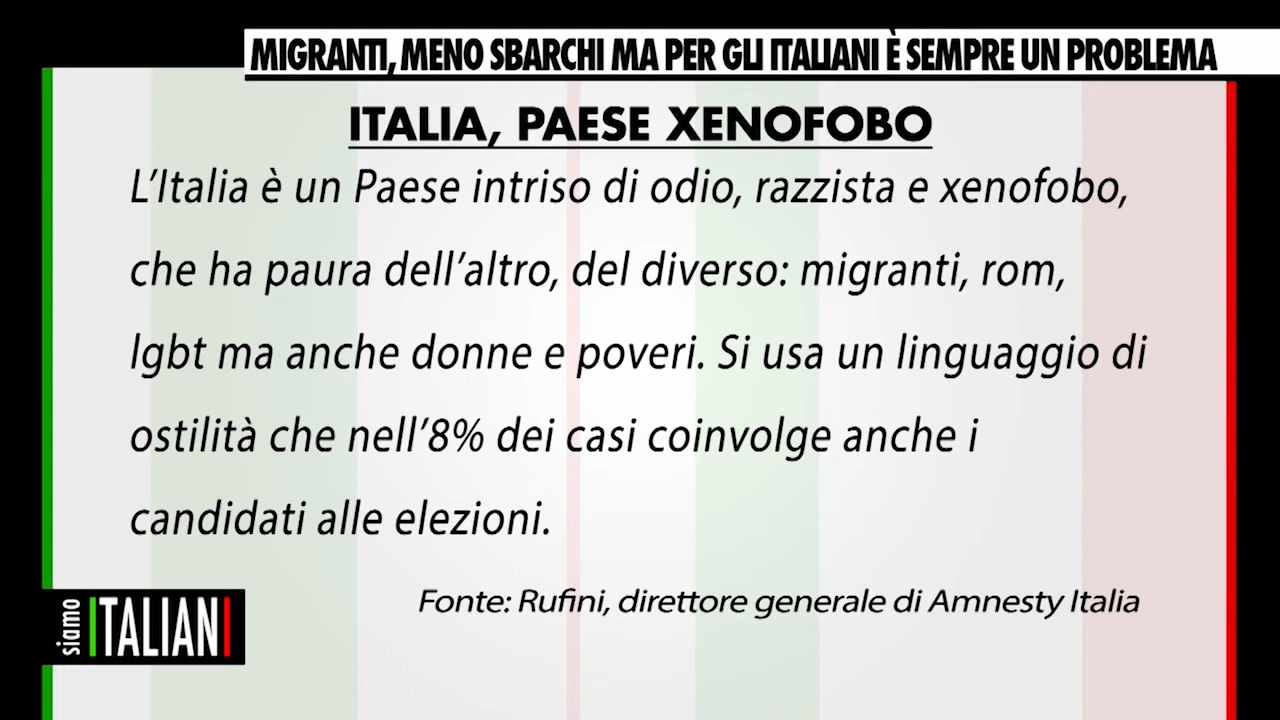 MIGRANTI, MENO SBARCHI MA PER GLI ITALIANI È SEMPRE UN PROBLEMA
ITALIA, PAESE XENOFOBO
L'Italia è un Paese intriso di odio, razzista e xenofobo,
che ha paura dell'altro, del diverso: migranti, rom,
lgbt ma anche donne e poveri. Si usa un linguaggio di
ostilità che nell'8% dei casi coinvolge anche i
candidati alle elezioni.
Fonte: Rufini, direttore generale di Amnesty Italia
siamo ITALIANI